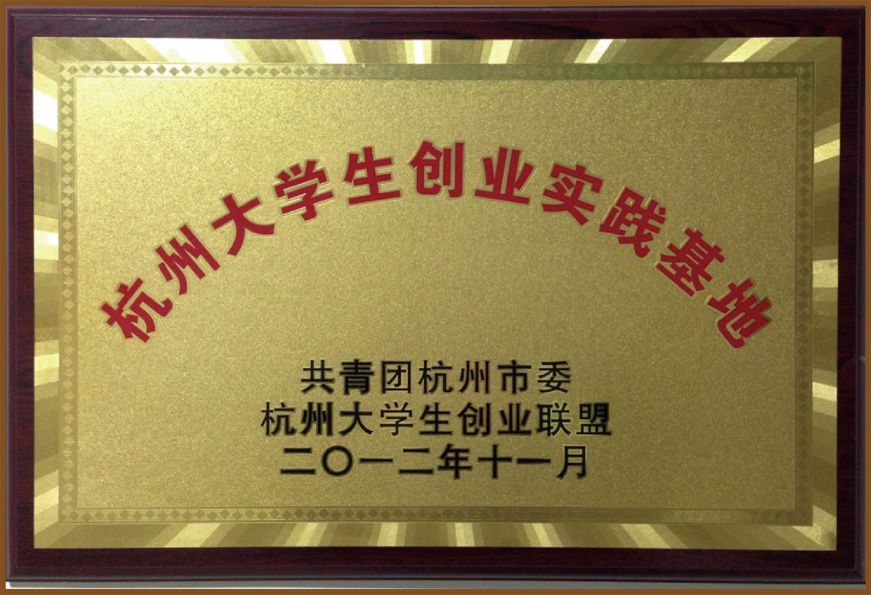 杭州大学生创业实践基地
共青团杭州市委
杭州大学生创业联盟
二〇一二年十一月